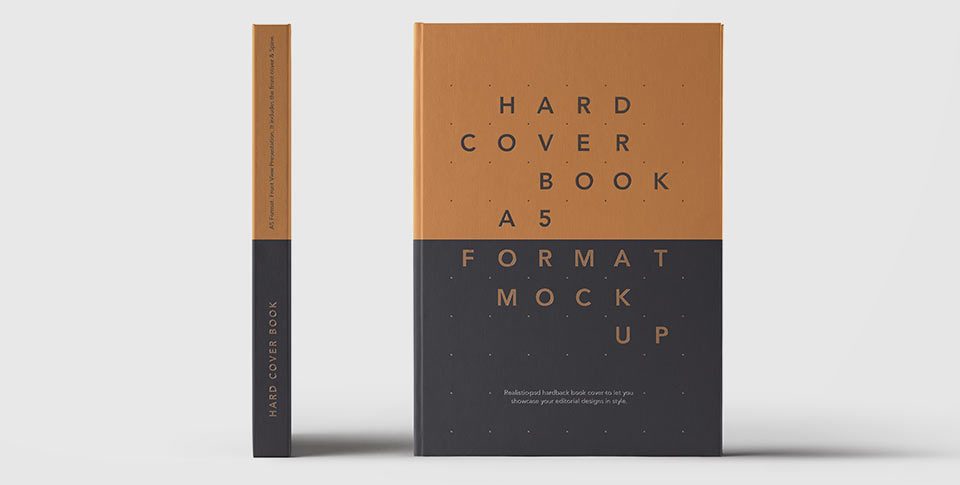 A5 Format. Front View Presentation. It includes the front cover & Spine.
HARD COVER BOOK
HARD
COVER
BOOK
A5
FORMAT
MOCK
UP
Realistic psd hardback book cover to let you
showcase your editorial designs in style.